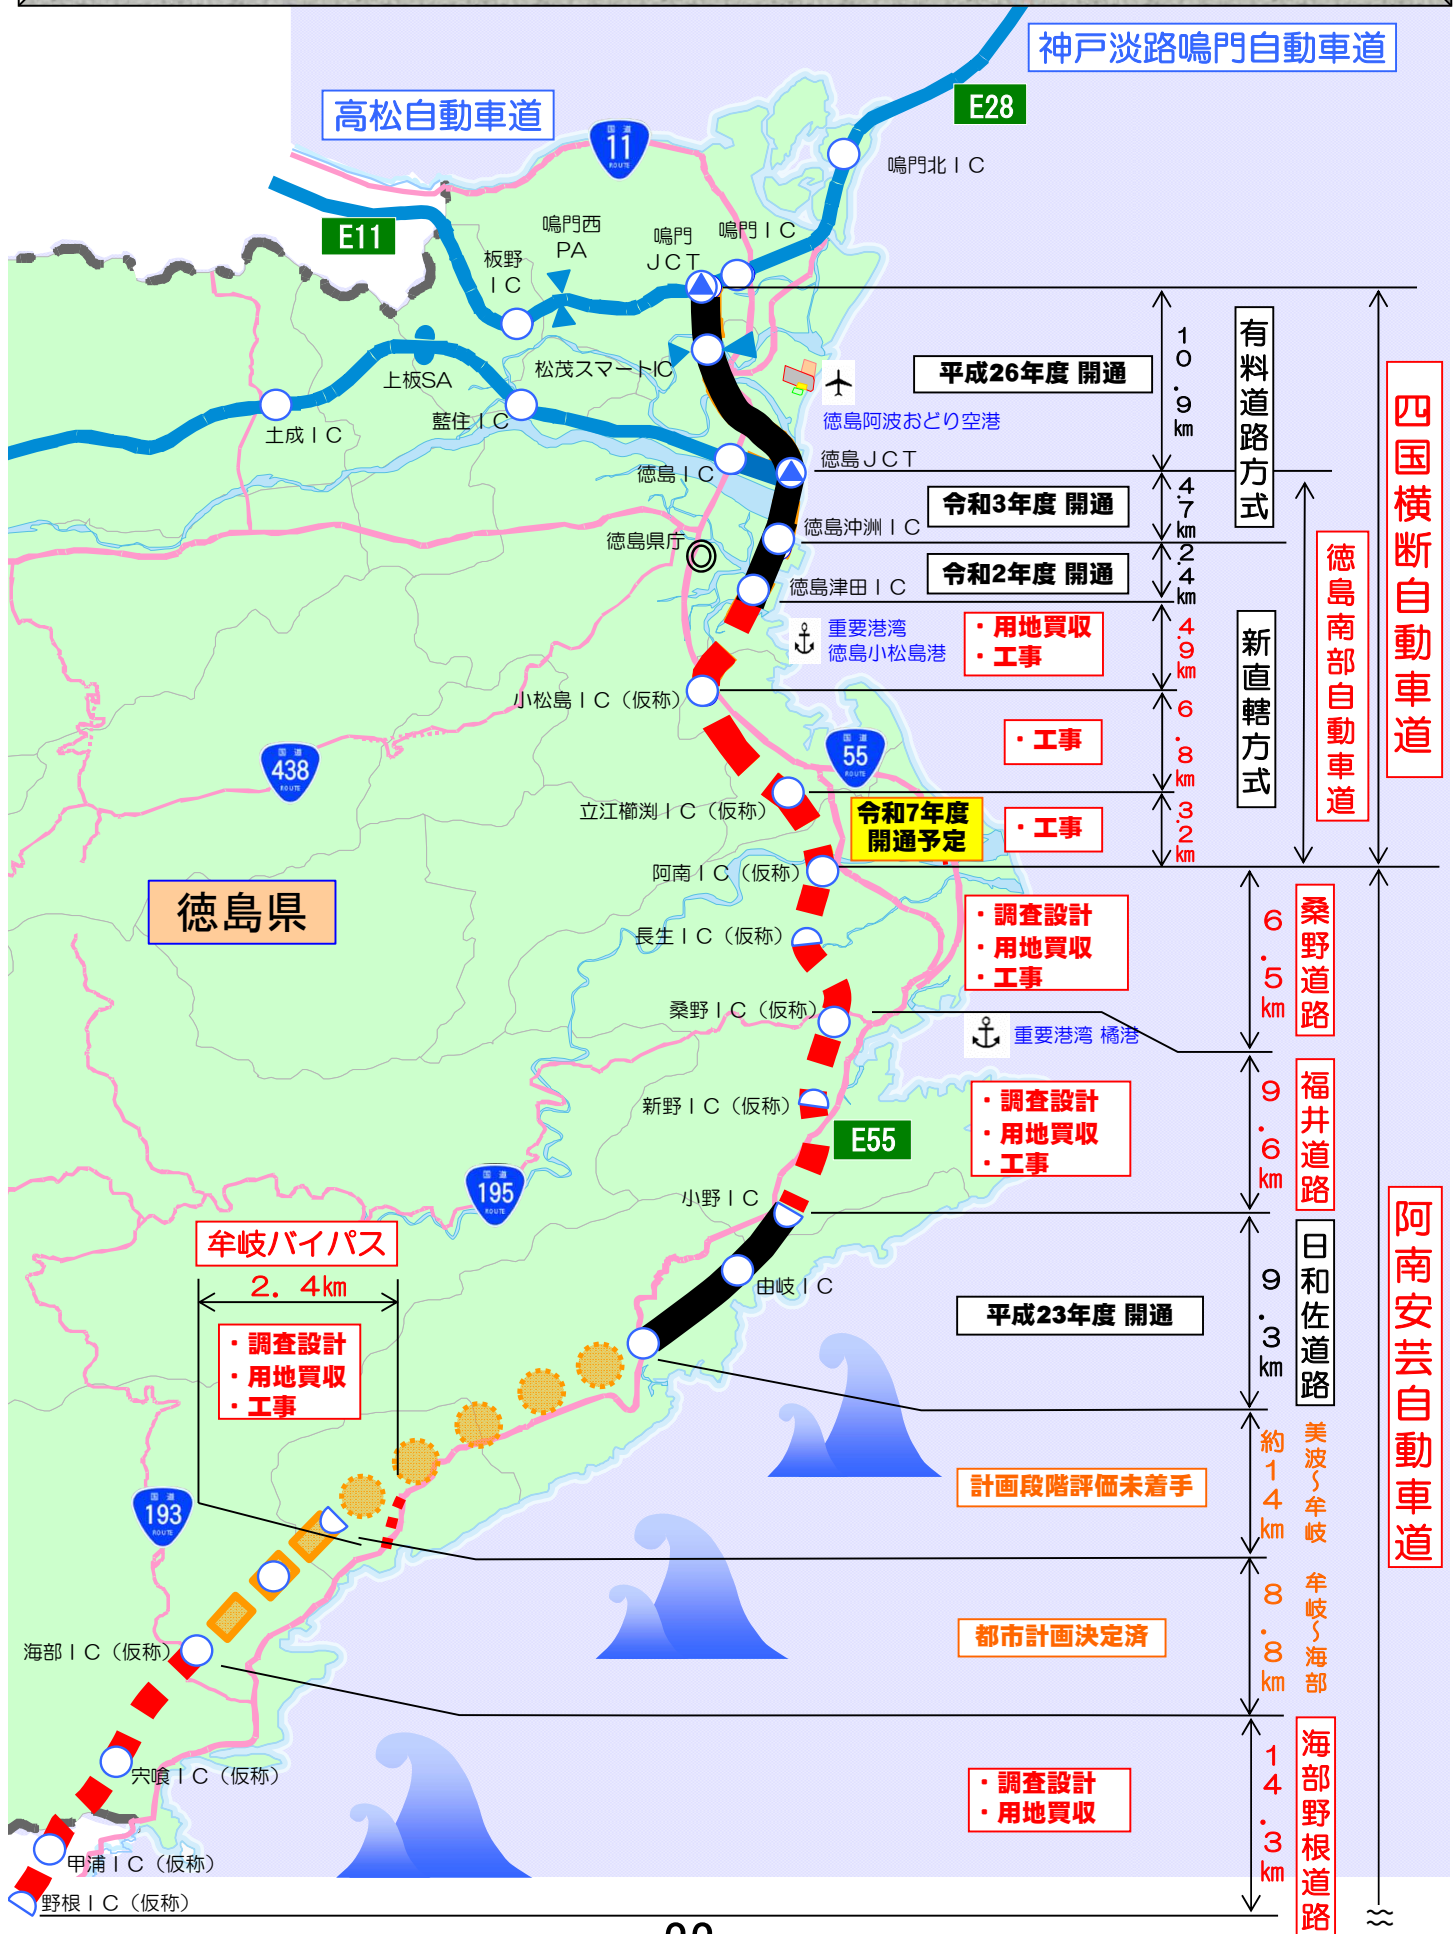 神戸淡路鳴門自動車道
高松自動車道
E28
国道
11
ROUTE
鳴門北IC
E11
鳴門西
PA
鳴門
JCT
鳴門IC
板野
IC
松茂スマートIC
上板SA
土成IC
藍住IC
徳島IC
徳島阿波おどり空港
徳島JCT
徳島沖洲IC
徳島県庁
徳島津田IC
重要港湾
徳島小松島港
小松島IC（仮称）
国道
438
ROUTE
国道
55
ROUTE
立江櫛渕IC（仮称）
令和7年度
開通予定
阿南IC（仮称）
徳島県
長生IC（仮称）
桑野IC（仮称）
重要港湾 橘港
新野IC（仮称）
E55
国道
195
ROUTE
小野IC
由岐IC
牟岐バイパス
2．4km
・調査設計
・用地買収
・工事
国道
193
ROUTE
海部IC（仮称）
宍喰IC（仮称）
甲浦IC（仮称）
野根IC（仮称）
平成26年度 開通
10.9km
有料道路方式
令和3年度 開通
4.7km
令和2年度 開通
2.4km
・用地買収
・工事
4.9km
新直轄方式
・工事
6.8km
・工事
3.2km
徳島南部自動車道
四国横断自動車道
・調査設計
・用地買収
・工事
6.5km
桑野道路
・調査設計
・用地買収
・工事
9.6km
福井道路
平成23年度 開通
9.3km
日和佐道路
計画段階評価未着手
約14km
美波～牟岐
都市計画決定済
8.8km
牟岐～海部
・調査設計
・用地買収
14.3km
海部野根道路
阿南安芸自動車道